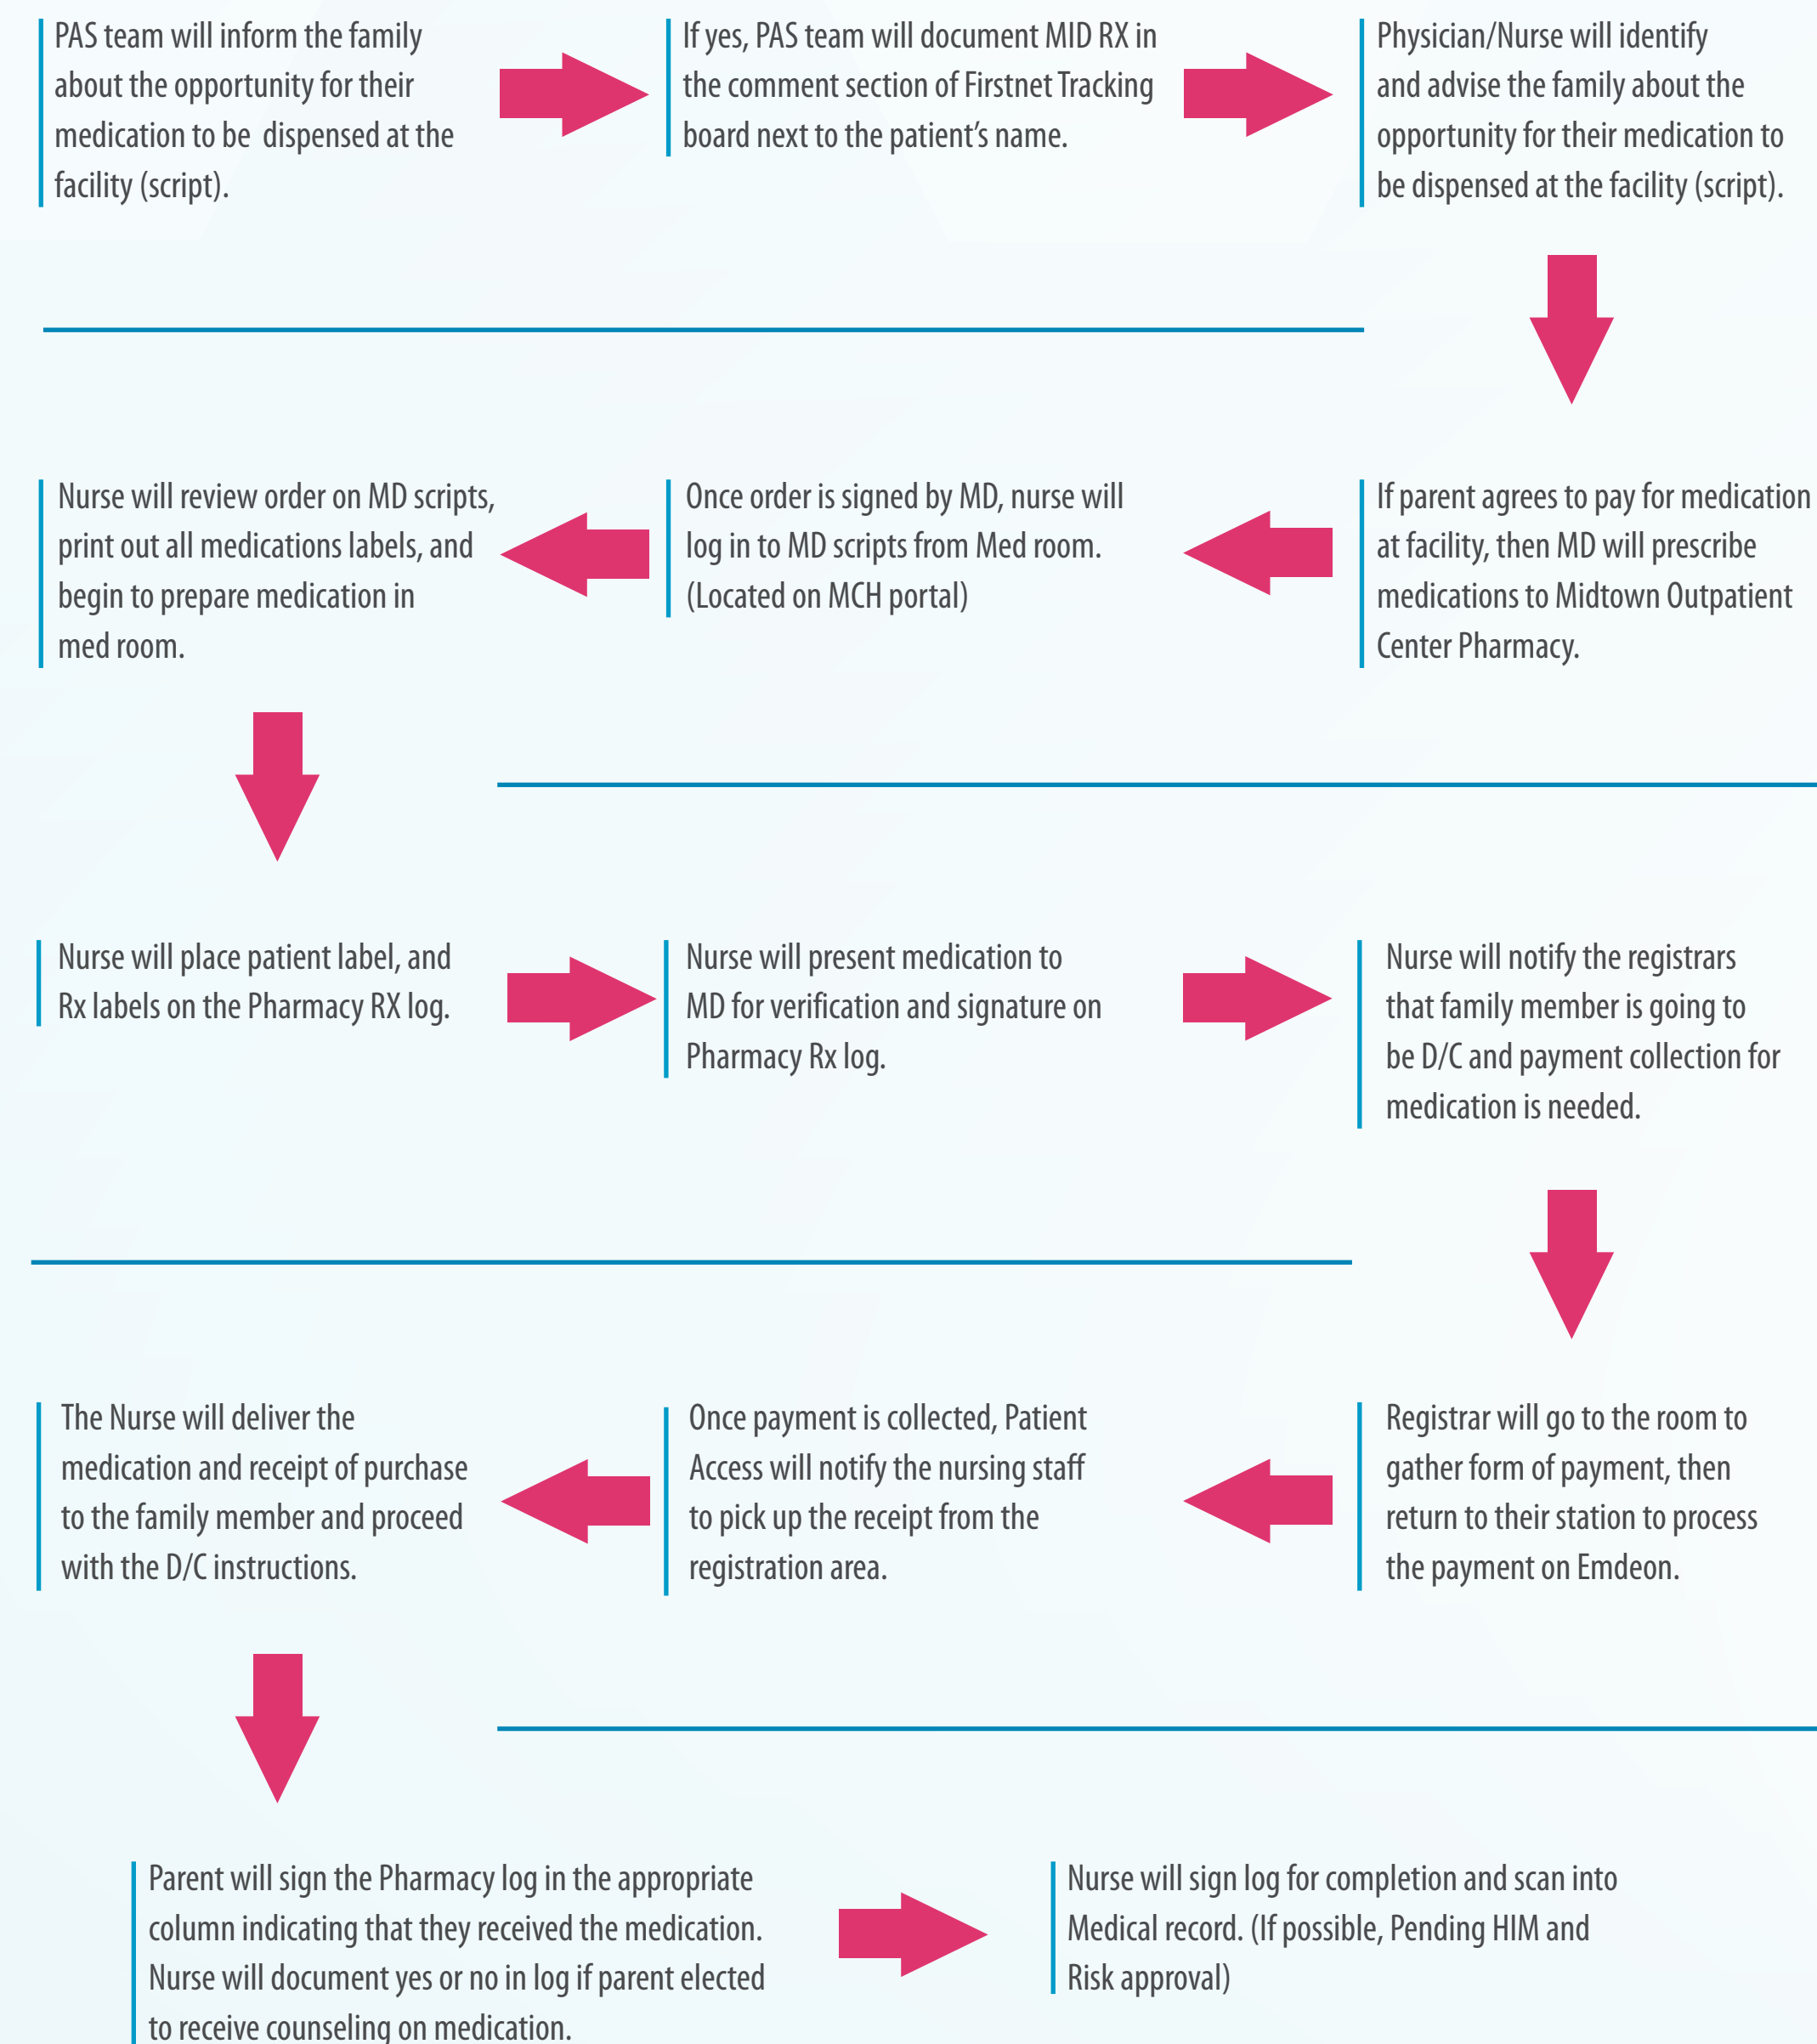 PAS team will inform the family
about the opportunity for their
medication to be dispensed at the
facility (script).
If yes, PAS team will document MID RX in
the comment section of Firstnet Tracking
board next to the patient’s name.
Physician/Nurse will identify
and advise the family about the
opportunity for their medication to
be dispensed at the facility (script).
If parent agrees to pay for medication
at facility, then MD will prescribe
medications to Midtown Outpatient
Center Pharmacy.
Once order is signed by MD, nurse will
log in to MD scripts from Med room.
(Located on MCH portal)
Nurse will review order on MD scripts,
print out all medications labels, and
begin to prepare medication in
med room.
Nurse will place patient label, and
Rx labels on the Pharmacy RX log.
Nurse will present medication to
MD for verification and signature on
Pharmacy Rx log.
Nurse will notify the registrars
that family member is going to
be D/C and payment collection for
medication is needed.
Registrar will go to the room to
gather form of payment, then
return to their station to process
the payment on Emdeon.
Once payment is collected, Patient
Access will notify the nursing staff
to pick up the receipt from the
registration area.
The Nurse will deliver the
medication and receipt of purchase
to the family member and proceed
with the D/C instructions.
Parent will sign the Pharmacy log in the appropriate
column indicating that they received the medication.
Nurse will document yes or no in log if parent elected
to receive counseling on medication.
Nurse will sign log for completion and scan into
Medical record. (If possible, Pending HIM and
Risk approval)